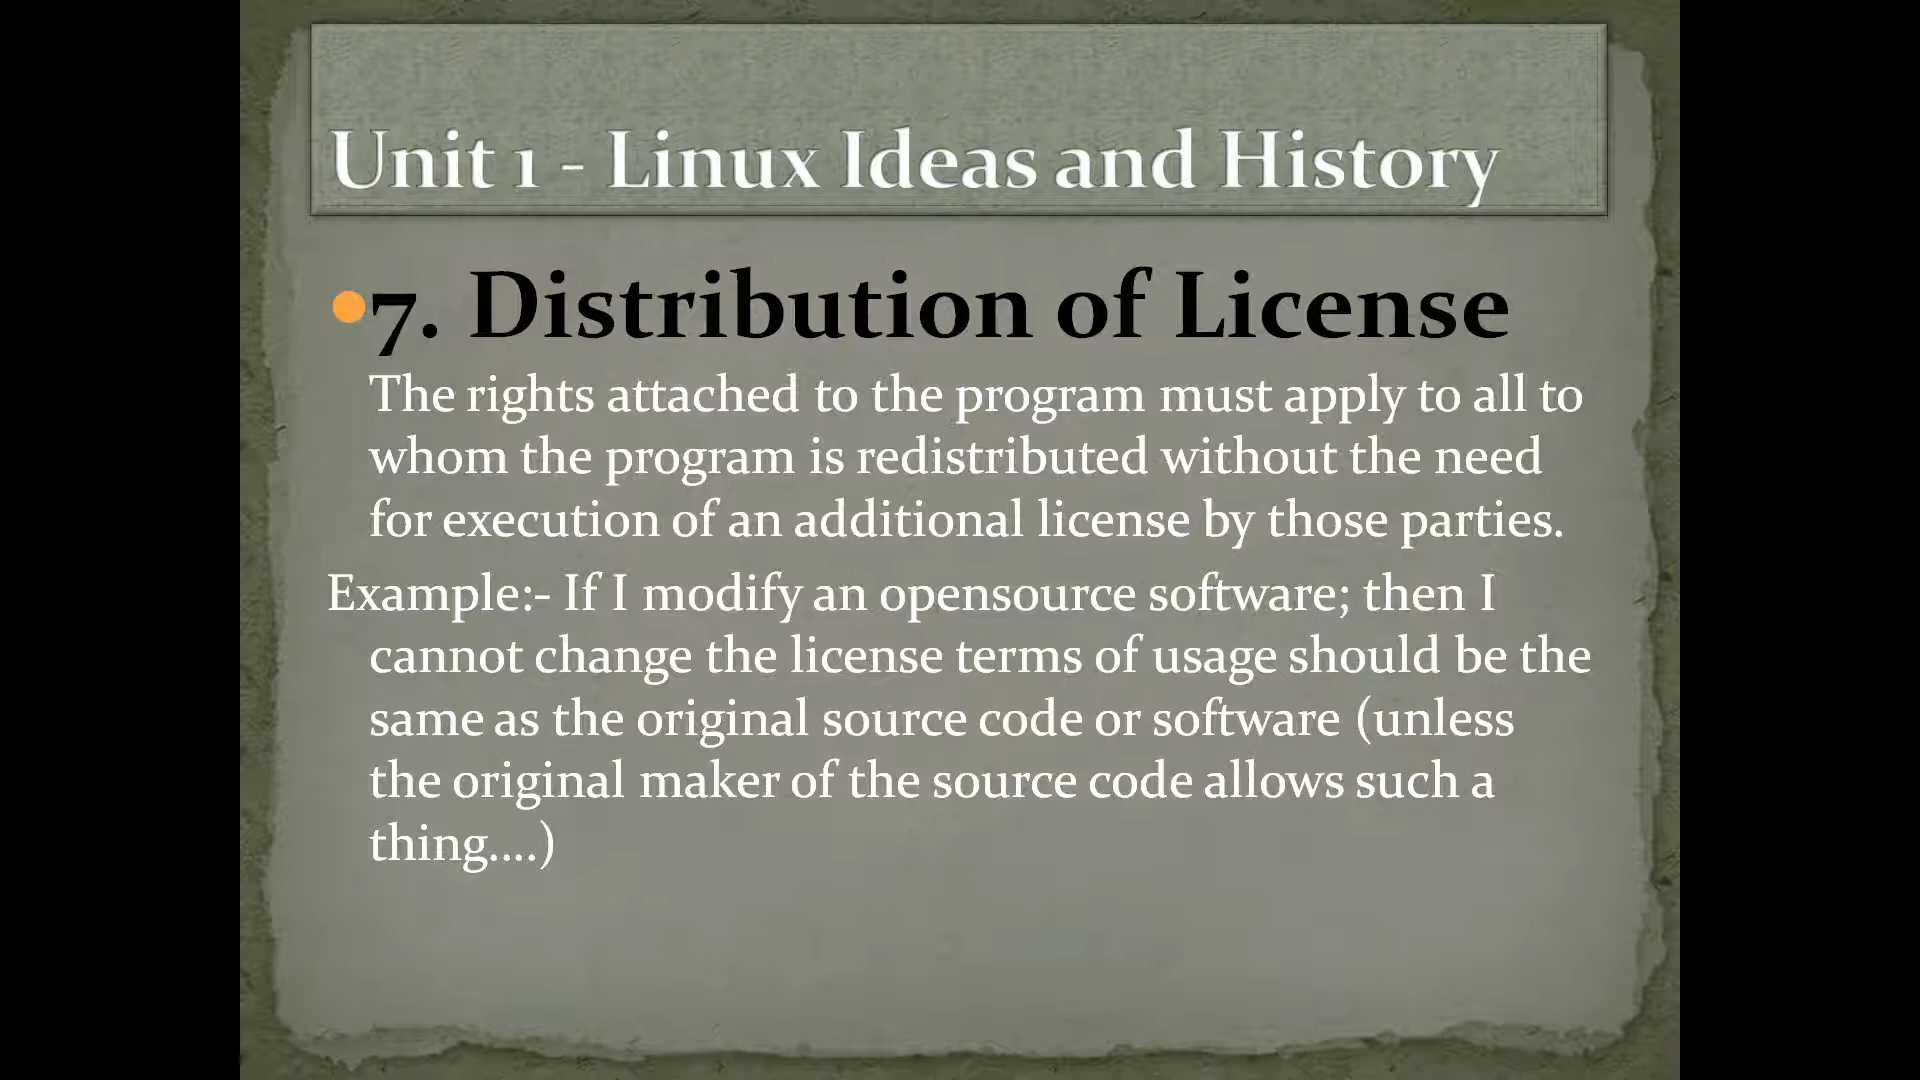 Unit 1 - Linux Ideas and History
7. Distribution of License
The rights attached to the program must apply to all to
whom the program is redistributed without the need
for execution of an additional license by those parties.
Example:- If I modify an opensource software; then I
cannot change the license terms of usage should be the
same as the original source code or software (unless
the original maker of the source code allows such a
thing....)